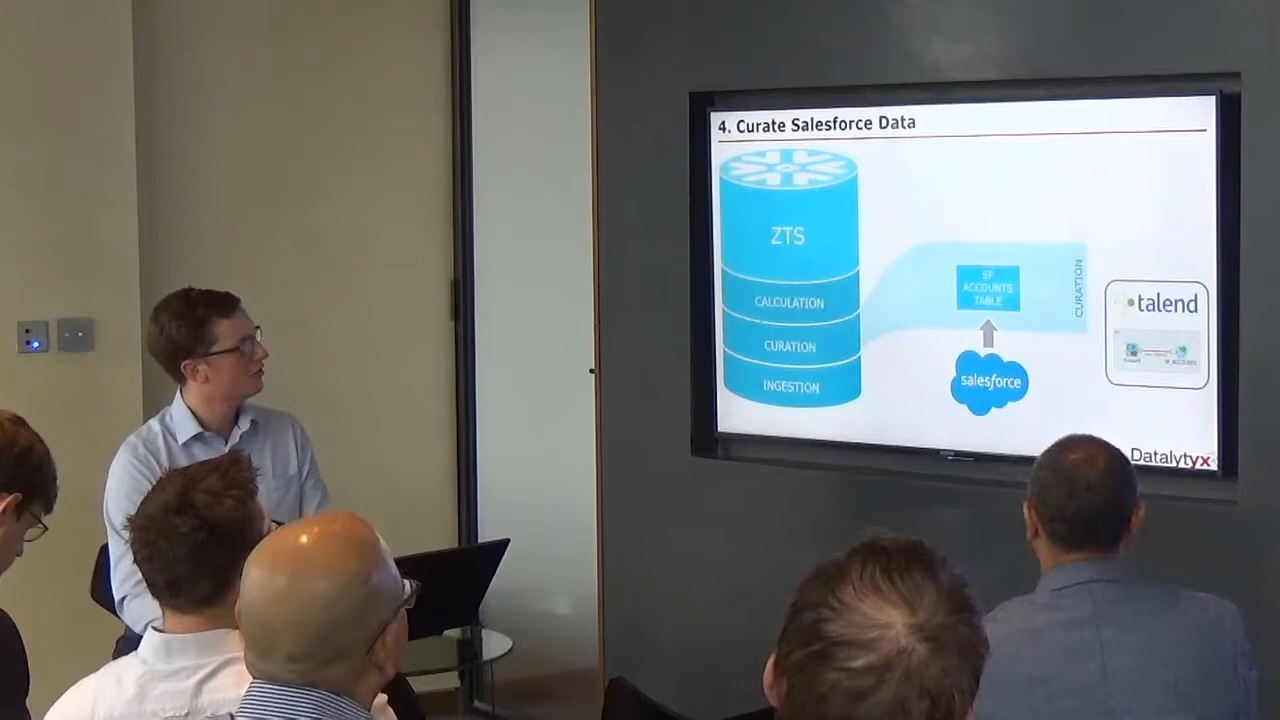 4. Curate Salesforce Data
ZTS
CALCULATION
CURATION
INGESTION
SF
ACCOUNTS
TABLE
CURATION
salesforce
talend
Datalytyx